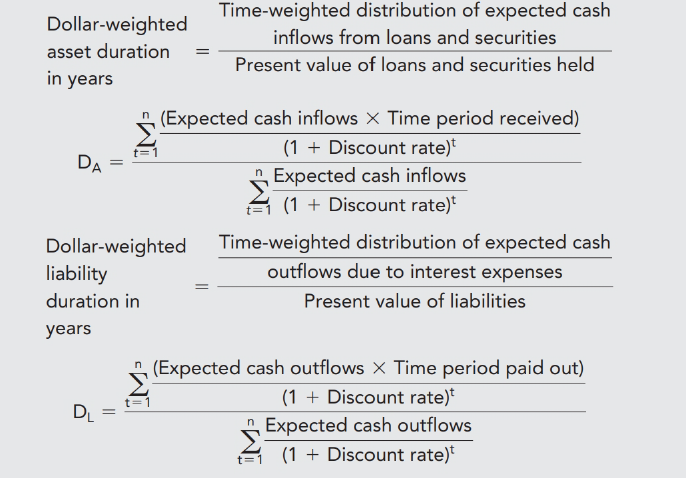 Dollar-weighted asset duration in years = Time-weighted distribution of expected cash inflows from loans and securities
Present value of loans and securities held
n
(Expected cash inflows × Time period received)
∑
t=1
(1 + Discount rate)ᵗ
D_A =
n
Expected cash inflows
∑
t=1
(1 + Discount rate)ᵗ
Dollar-weighted liability duration in years = Time-weighted distribution of expected cash
outflows due to interest expenses
Present value of liabilities
n
(Expected cash outflows × Time period paid out)
∑
t=1
(1 + Discount rate)ᵗ
D_L =
n
Expected cash outflows
∑
t=1
(1 + Discount rate)ᵗ